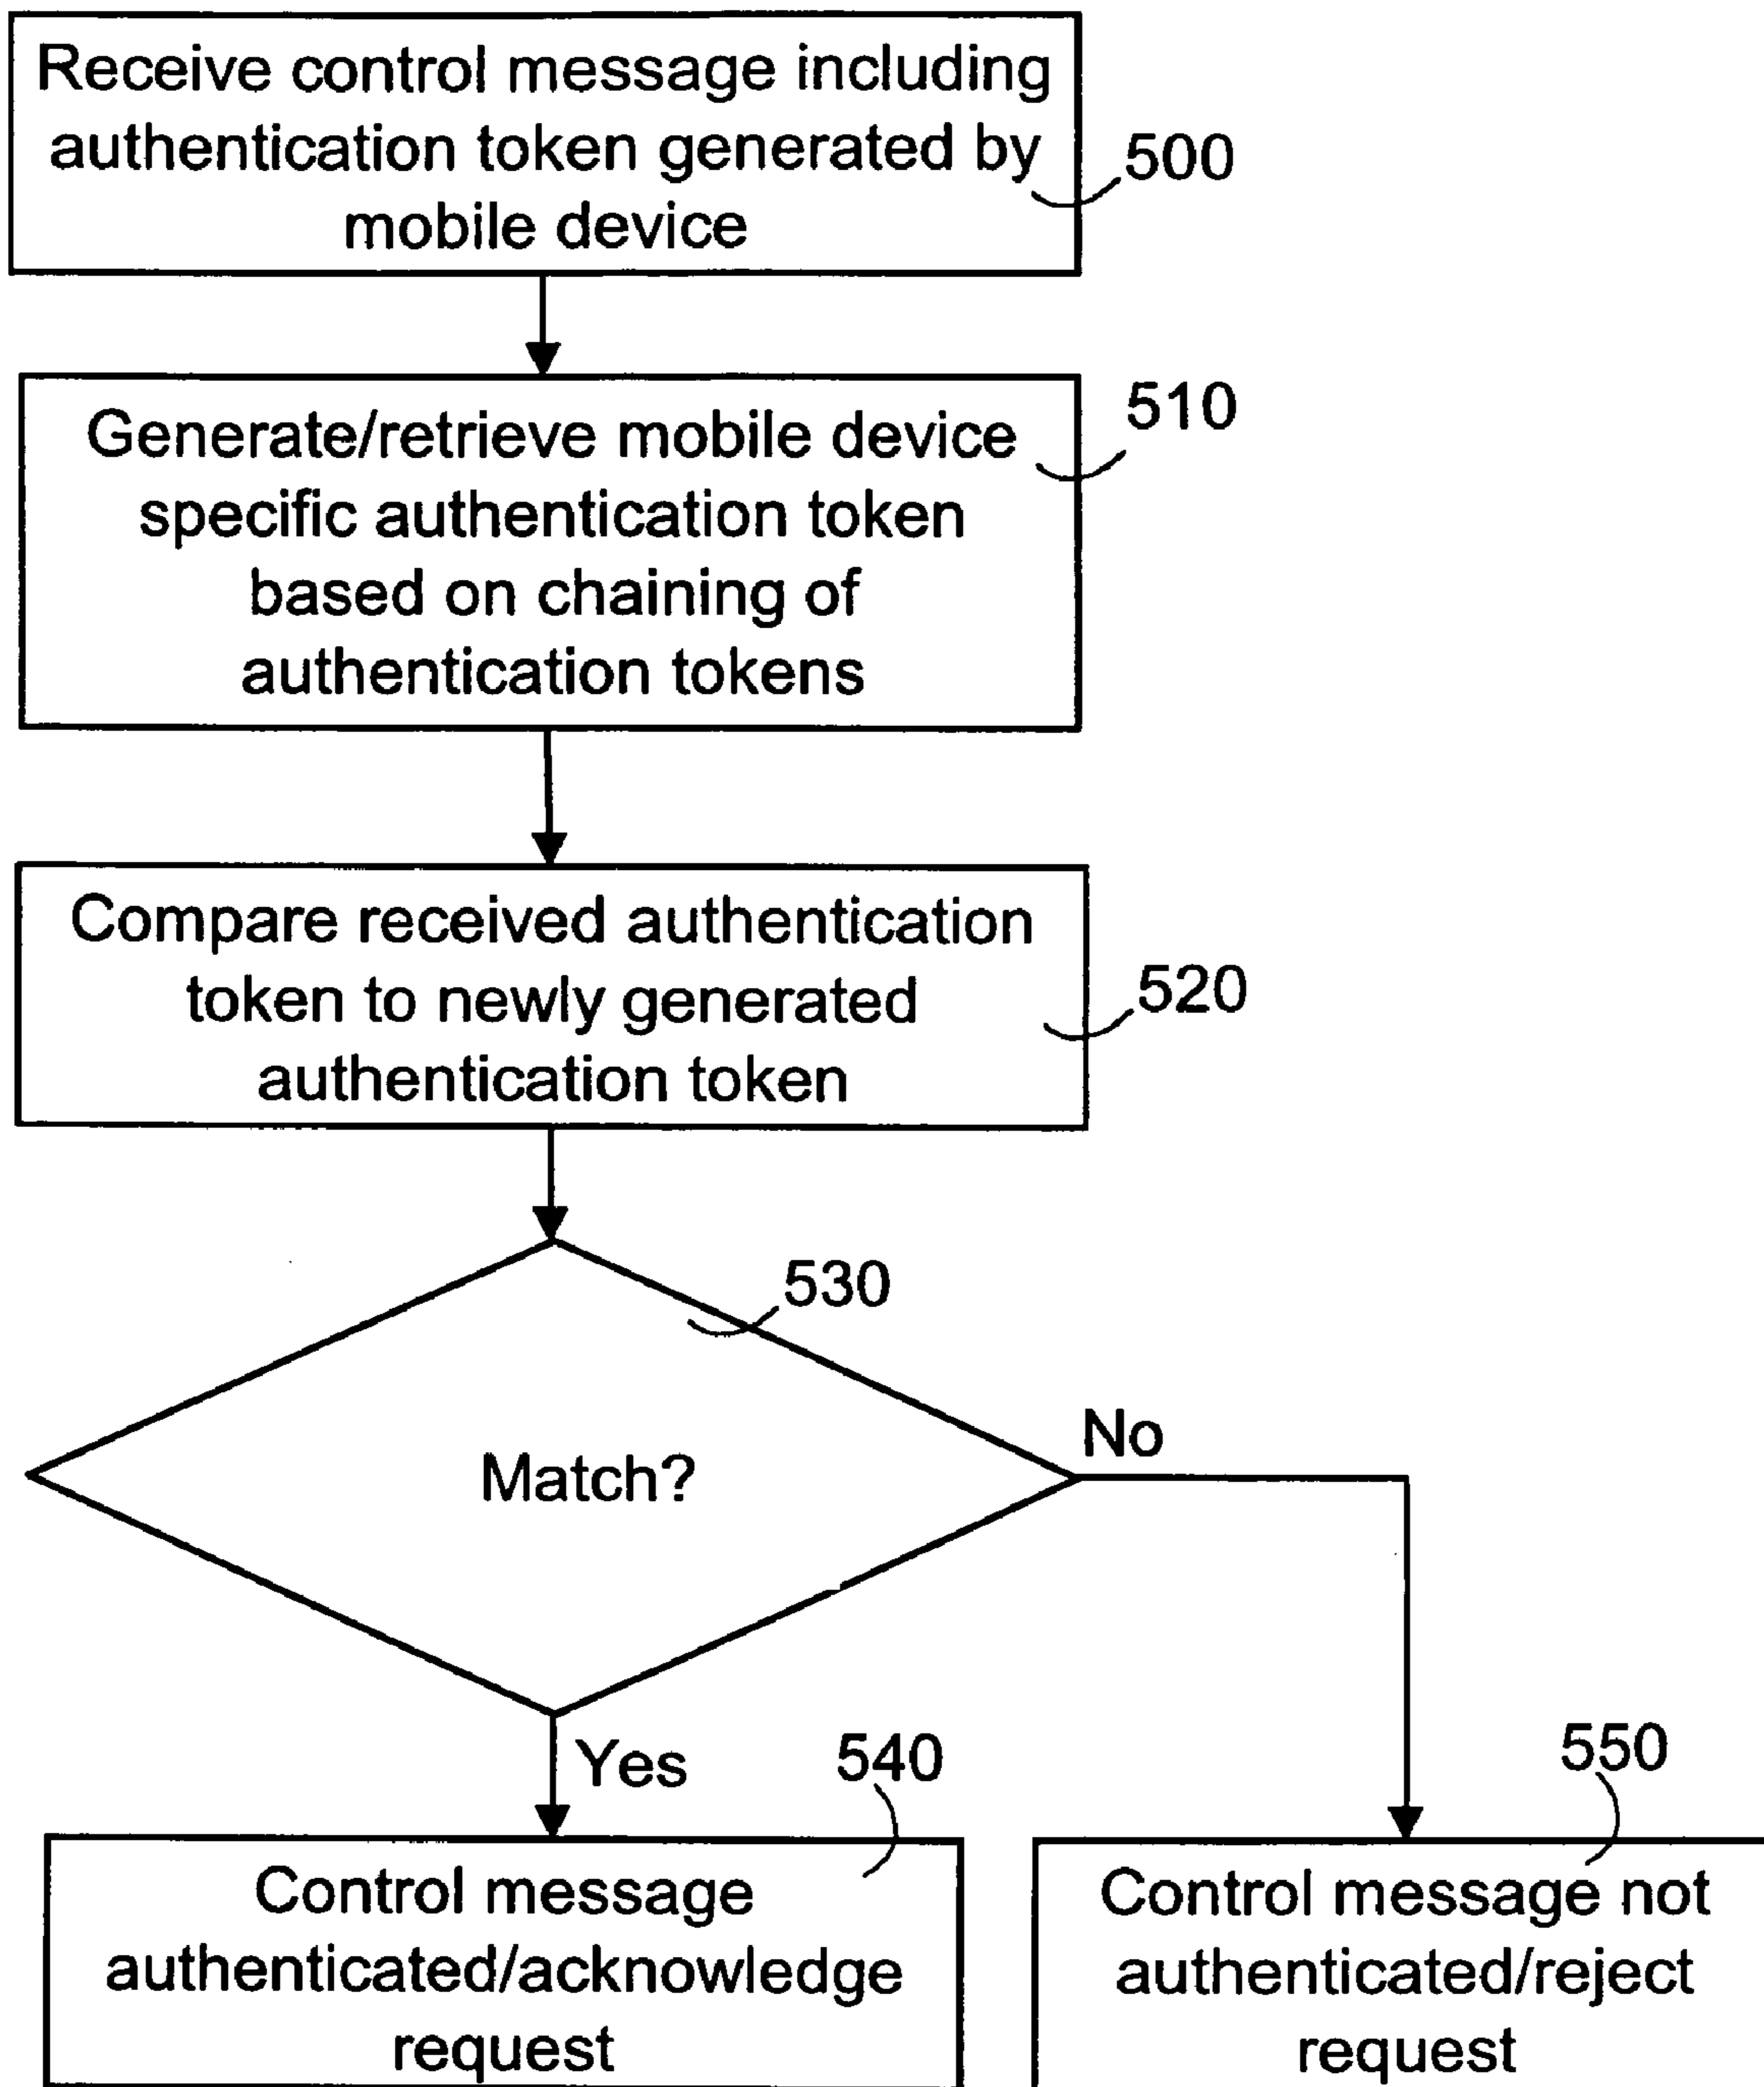 Receive control message including
authentication token generated by
mobile device
500
Generate/retrieve mobile device
specific authentication token
based on chaining of
authentication tokens
510
Compare received authentication
token to newly generated
authentication token
520
530
Match?
No
Yes
540
Control message
authenticated/acknowledge
request
550
Control message not
authenticated/reject
request